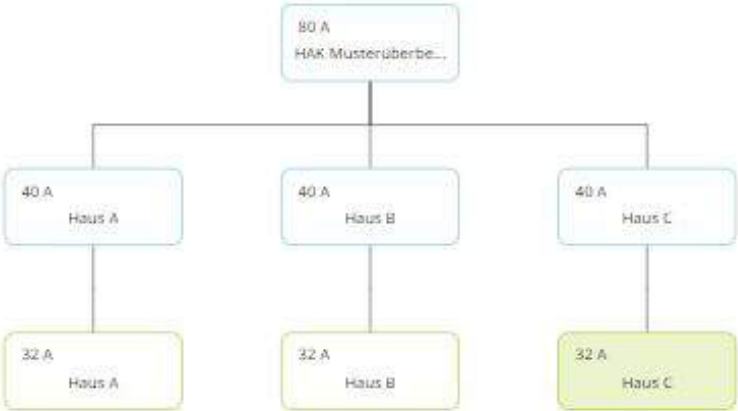 80 A
HAK Musterüberbe...
40 A
Haus A
40 A
Haus B
40 A
Haus C
32 A
Haus A
32 A
Haus B
32 A
Haus C